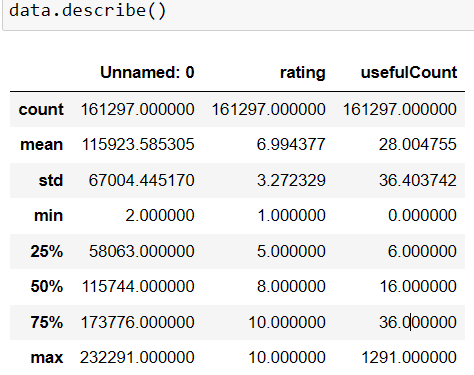 data.describe()
Unnamed: 0 rating usefulCount
count 161297.000000 161297.000000 161297.000000
mean 115923.585305 6.994377 28.004755
std 67004.445170 3.272329 36.403742
min 2.000000 1.000000 0.000000
25% 58063.000000 5.000000 6.000000
50% 115744.000000 8.000000 16.000000
75% 173776.000000 10.000000 36.000000
max 232291.000000 10.000000 1291.000000